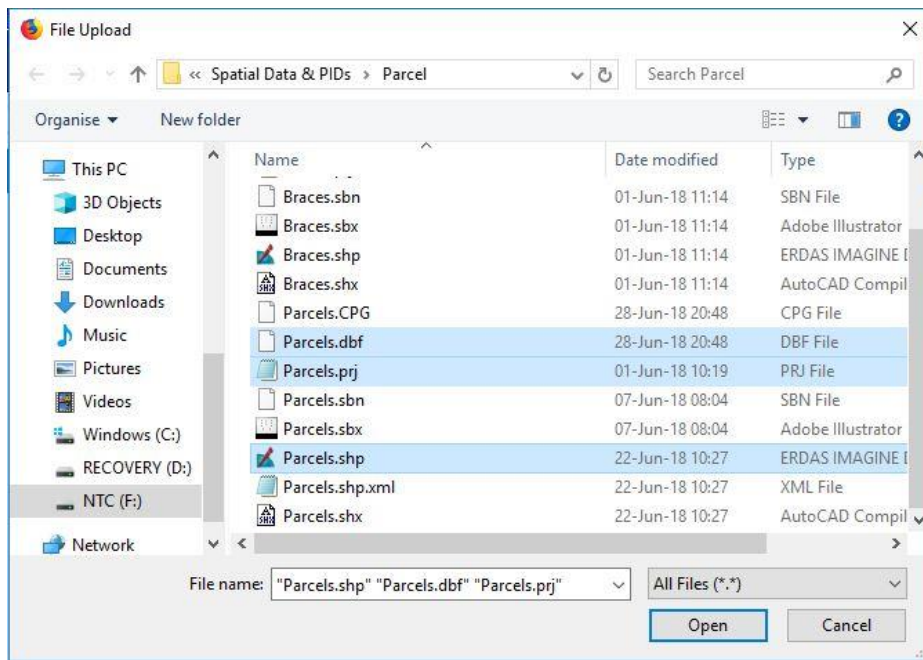 File Upload
« Spatial Data & PIDs > Parcel
Search Parcel
Organise
New folder
This PC
3D Objects
Desktop
Documents
Downloads
Music
Pictures
Videos
Windows (C:)
RECOVERY (D:)
NTC (F:)
Network
Name Date modified Type
Braces.sbn 01-Jun-18 11:14 SBN File
Braces.sbx 01-Jun-18 11:14 Adobe Illustrator
Braces.shp 01-Jun-18 11:14 ERDAS IMAGINE
Braces.shx 01-Jun-18 11:14 AutoCAD Compil
Parcels.CPG 28-Jun-18 20:48 CPG File
Parcels.dbf 28-Jun-18 20:48 DBF File
Parcels.prj 01-Jun-18 10:19 PRJ File
Parcels.sbn 07-Jun-18 08:04 SBN File
Parcels.sbx 07-Jun-18 08:04 Adobe Illustrator
Parcels.shp 22-Jun-18 10:27 ERDAS IMAGINE
Parcels.shp.xml 22-Jun-18 10:27 XML File
Parcels.shx 22-Jun-18 10:27 AutoCAD Compil
File name: "Parcels.shp" "Parcels.dbf" "Parcels.prj"
All Files (*.*)
Open
Cancel